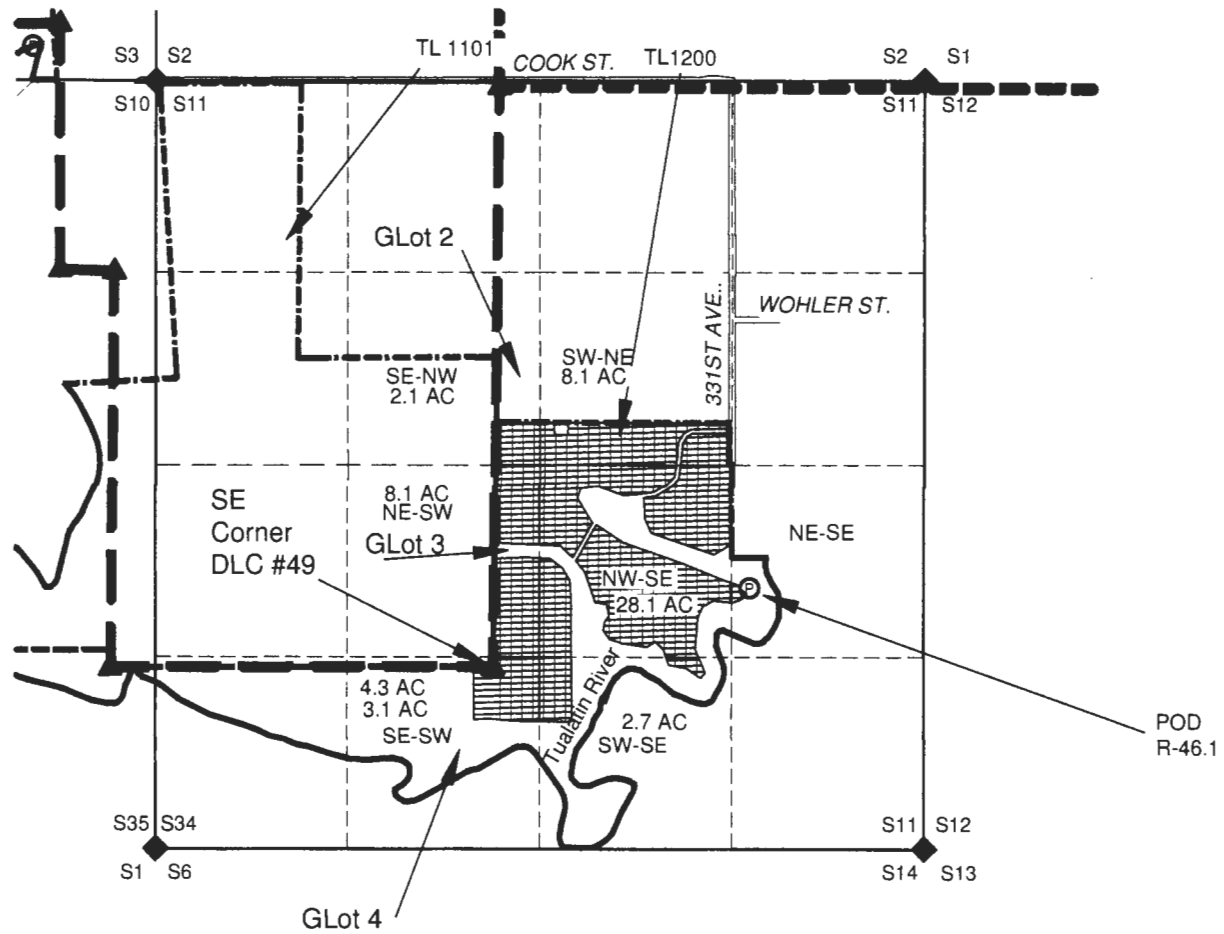 S3 S2
TL 1101
COOK ST.
TL1200
S2 S1
S10 S11
S11 S12
GLot 2
331ST AVE..
WOHLER ST.
SE-NW
2.1 AC
SW-NE
8.1 AC
SE
Corner
DLC #49
8.1 AC
NE-SW
GLot 3
NE-SE
NW-SE
28.1 AC
P
4.3 AC
3.1 AC
SE-SW
Tualatin River
2.7 AC
SW-SE
POD
R-46.1
S35 S34
S11 S12
S1 S6
S14 S13
GLot 4